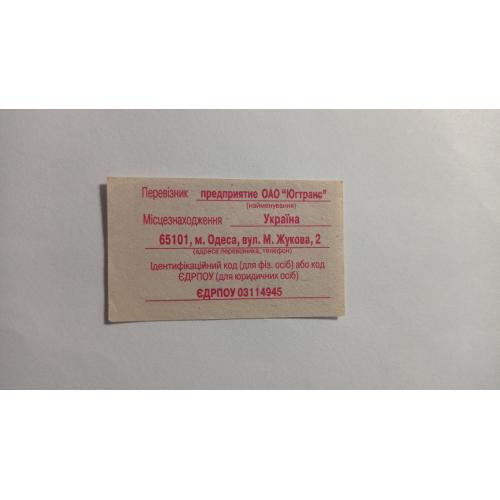 Перевізник предприятие ОАО "Югтранс"
(найменування)
Місцезнаходження Україна
65101, м. Одеса, вул. М. Жукова, 2
(адреса перевізника, телефон)
Ідентифікаційний код (для фіз. осіб) або код
ЄДРПОУ (для юридичних осіб)
ЄДРПОУ 03114945